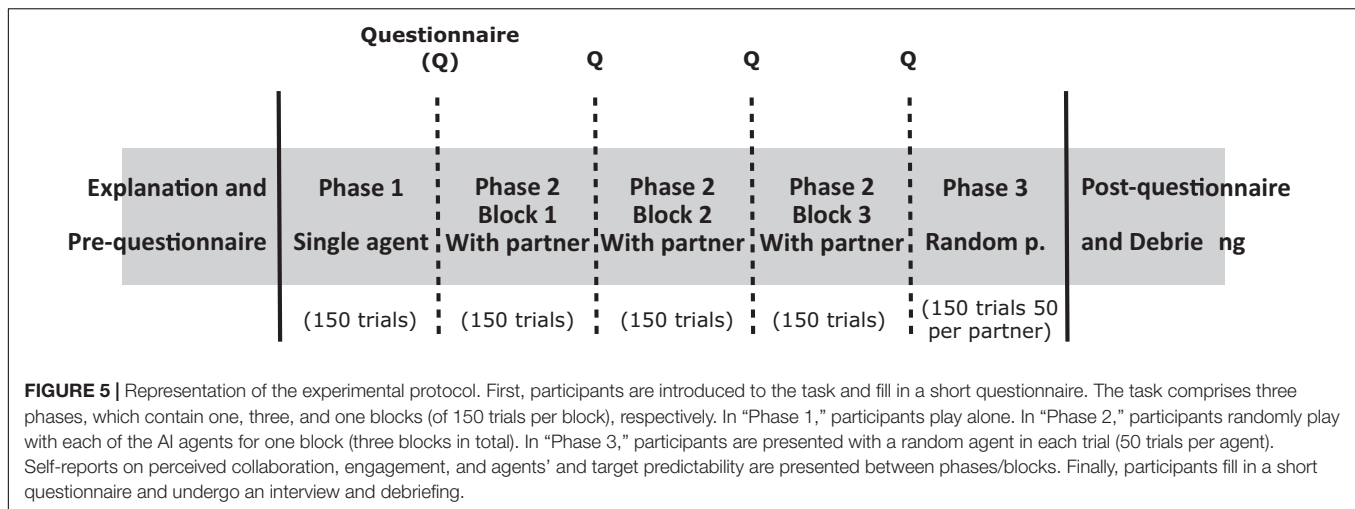 Questionnaire
(Q)
Q
Q
Q
Explanation and
Pre-questionnaire
Phase 1
Single agent
(150 trials)
Phase 2
Block 1
With partner
(150 trials)
Phase 2
Block 2
With partner
(150 trials)
Phase 2
Block 3
With partner
(150 trials)
Phase 3
Random p.
(150 trials 50
per partner)
Post-questionnaire
and Debrie ng
FIGURE 5 | Representation of the experimental protocol. First, participants are introduced to the task and fill in a short questionnaire. The task comprises three
phases, which contain one, three, and one blocks (of 150 trials per block), respectively. In “Phase 1,” participants play alone. In “Phase 2,” participants randomly play
with each of the AI agents for one block (three blocks in total). In “Phase 3,” participants are presented with a random agent in each trial (50 trials per agent).
Self-reports on perceived collaboration, engagement, and agents’ and target predictability are presented between phases/blocks. Finally, participants fill in a short
questionnaire and undergo an interview and debriefing.